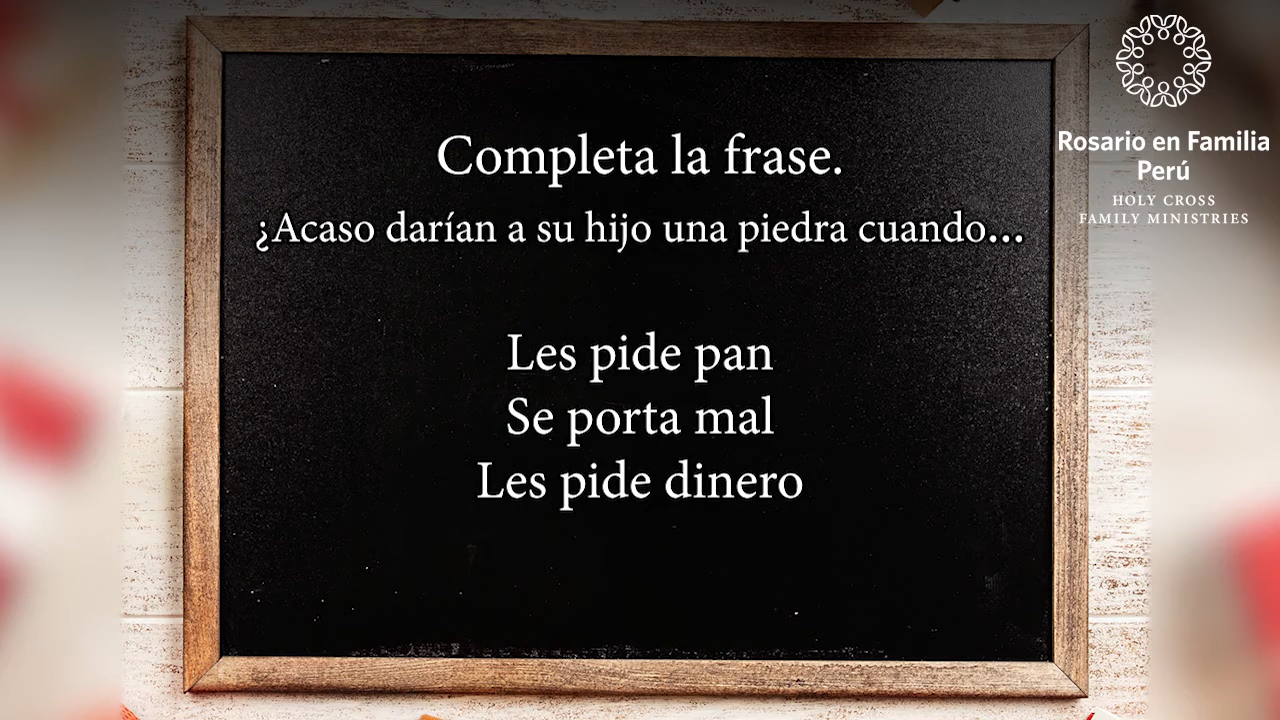 Completa la frase.
¿Acaso darían a su hijo una piedra cuando...
Les pide pan
Se porta mal
Les pide dinero
Rosario en Familia
Perú
HOLY CROSS
FAMILY MINISTRIES